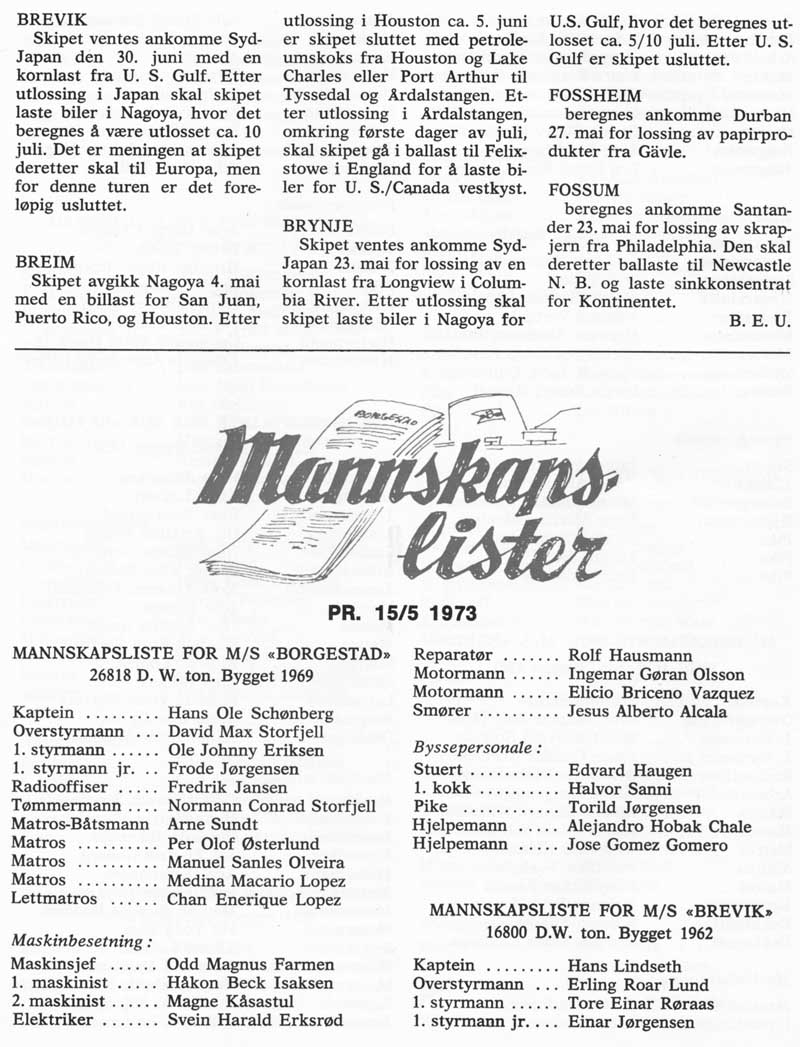 BREVIK
Skipet ventes ankomme Syd-
Japan den 30. juni med en
kornlast fra U. S. Gulf. Etter
utlossing i Japan skal skipet
laste biler i Nagoya, hvor det
beregnes å være utlosset ca. 10
juli. Det er meningen at skipet
deretter skal til Europa, men
for denne turen er det fore-
løpig usluttet.
BREIM
Skipet avgikk Nagoya 4. mai
med en billast for San Juan,
Puerto Rico, og Houston. Etter
utlossing i Houston ca. 5. juni
er skipet sluttet med petrole-
umskoks fra Houston og Lake
Charles eller Port Arthur til
Tyssedal og Årdalstangen. Et-
ter utlossing i Årdalstangen,
omkring første dager av juli,
skal skipet gå i ballast til Felix-
stowe i England for å laste bi-
ler for U. S./Canada vestkyst.
BRYNJE
Skipet ventes ankomme Syd-
Japan 23. mai for lossing av en
kornlast fra Longview i Colum-
bia River. Etter utlossing skal
skipet laste biler i Nagoya for
U.S. Gulf, hvor det beregnes ut-
losset ca. 5/10 juli. Etter U. S.
Gulf er skipet usluttet.
FOSSHEIM
beregnes ankomme Durban
27. mai for lossing av papirpro-
dukter fra Gävle.
FOSSUM
beregnes ankomme Santan-
der 23. mai for lossing av skrap-
jern fra Philadelphia. Den skal
deretter ballaste til Newcastle
N. B. og laste sinkkonsentrat
for Kontinentet.
B. E. U.
BORGESTAD
B
Mannskaps-
lister
PR. 15/5 1973
MANNSKAPSLISTE FOR M/S «BORGESTAD»
26818 D. W. ton. Bygget 1969
Kaptein ......... Hans Ole Schønberg
Overstyrmann ... David Max Storfjell
1. styrmann ...... Ole Johnny Eriksen
1. styrmann jr. .. Frode Jørgensen
Radiooffiser ..... Fredrik Jansen
Tømmermann .... Normann Conrad Storfjell
Matros-Båtsmann Arne Sundt
Matros .......... Per Olof Østerlund
Matros .......... Manuel Sanles Olveira
Matros .......... Medina Macario Lopez
Lettmatros ...... Chan Enerique Lopez
Maskinbesetning :
Maskinsjef ...... Odd Magnus Farmen
1. maskinist ..... Håkon Beck Isaksen
2. maskinist ...... Magne Kåsastul
Elektriker ....... Svein Harald Erksrød
Reparatør ....... Rolf Hausmann
Motormann ...... Ingemar Gøran Olsson
Motormann ...... Elicio Briceno Vazquez
Smører .......... Jesus Alberto Alcala
Byssepersonale :
Stuert ........... Edvard Haugen
1. kokk .......... Halvor Sanni
Pike ............ Torild Jørgensen
Hjelpemann ..... Alejandro Hobak Chale
Hjelpemann ..... Jose Gomez Gomero
MANNSKAPSLISTE FOR M/S «BREVIK»
16800 D.W. ton. Bygget 1962
Kaptein ......... Hans Lindseth
Overstyrmann ... Erling Roar Lund
1. styrmann ...... Tore Einar Røraas
1. styrmann jr. ... Einar Jørgensen